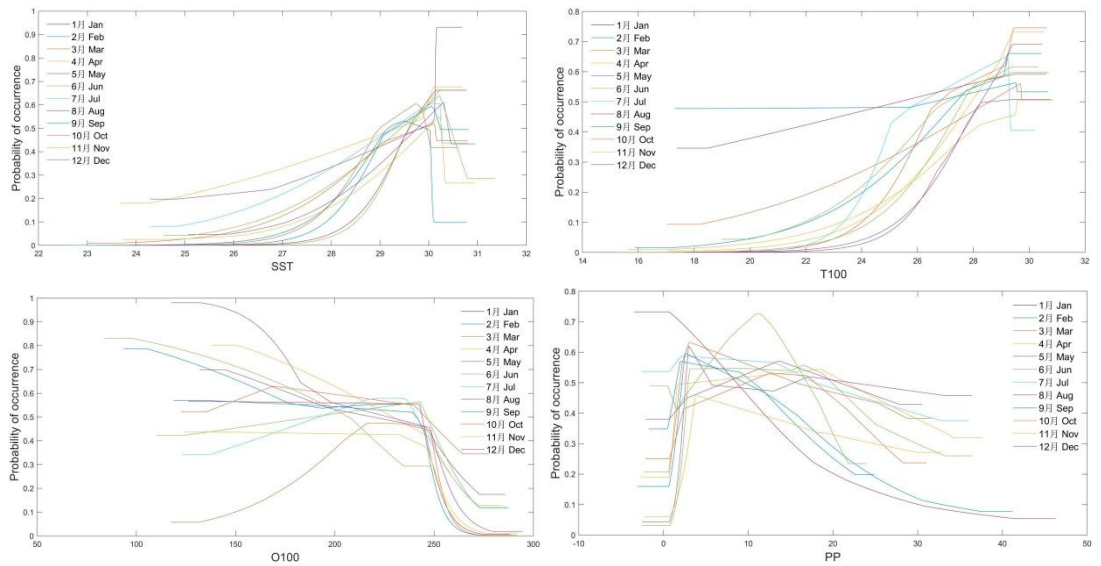 1
0.9
0.8
0.7
0.6
0.5
0.4
0.3
0.2
0.1
0
Probability of occurrence
1月 Jan
2月 Feb
3月 Mar
4月 Apr
5月 May
6月 Jun
7月 Jul
8月 Aug
9月 Sep
10月 Oct
11月 Nov
12月 Dec
22 23 24 25 26 27 28 29 30 31 32
SST
0.8
0.7
0.6
0.5
0.4
0.3
0.2
0.1
0
Probability of occurrence
1月 Jan
2月 Feb
3月 Mar
4月 Apr
5月 May
6月 Jun
7月 Jul
8月 Aug
9月 Sep
10月 Oct
11月 Nov
12月 Dec
14 16 18 20 22 24 26 28 30 32
T100
1
0.9
0.8
0.7
0.6
0.5
0.4
0.3
0.2
0.1
0
Probability of occurrence
1月 Jan
2月 Feb
3月 Mar
4月 Apr
5月 May
6月 Jun
7月 Jul
8月 Aug
9月 Sep
10月 Oct
11月 Nov
12月 Dec
50 100 150 200 250 300
O100
0.8
0.7
0.6
0.5
0.4
0.3
0.2
0.1
0
Probability of occurrence
1月 Jan
2月 Feb
3月 Mar
4月 Apr
5月 May
6月 Jun
7月 Jul
8月 Aug
9月 Sep
10月 Oct
11月 Nov
12月 Dec
-10 0 10 20 30 40 50
PP